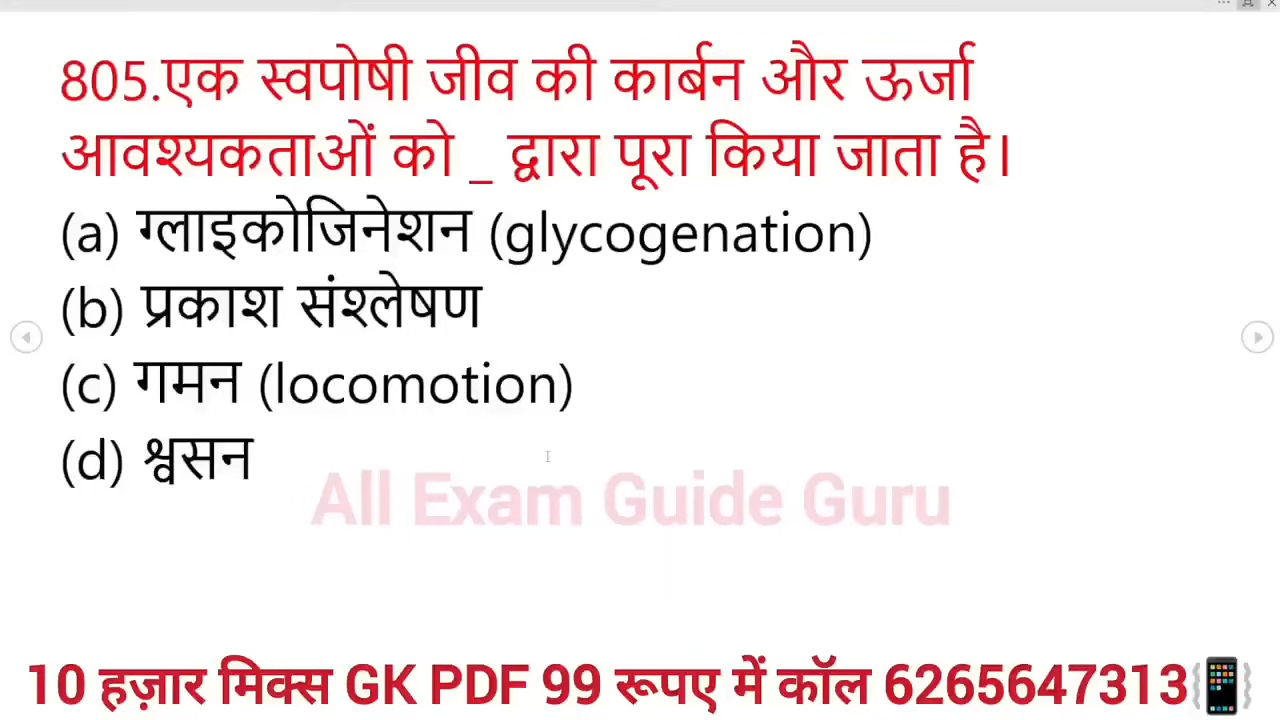 805.एक स्वपोषी जीव की कार्बन और ऊर्जा
आवश्यकताओं को _ द्वारा पूरा किया जाता है।
(a) ग्लाइकोजिनेशन (glycogenation)
(b) प्रकाश संश्लेषण
(c) गमन (locomotion)
(d) श्वसन
All Exam Guide Guru
10 हज़ार मिक्स GK PDF 99 रूपए में कॉल 6265647313